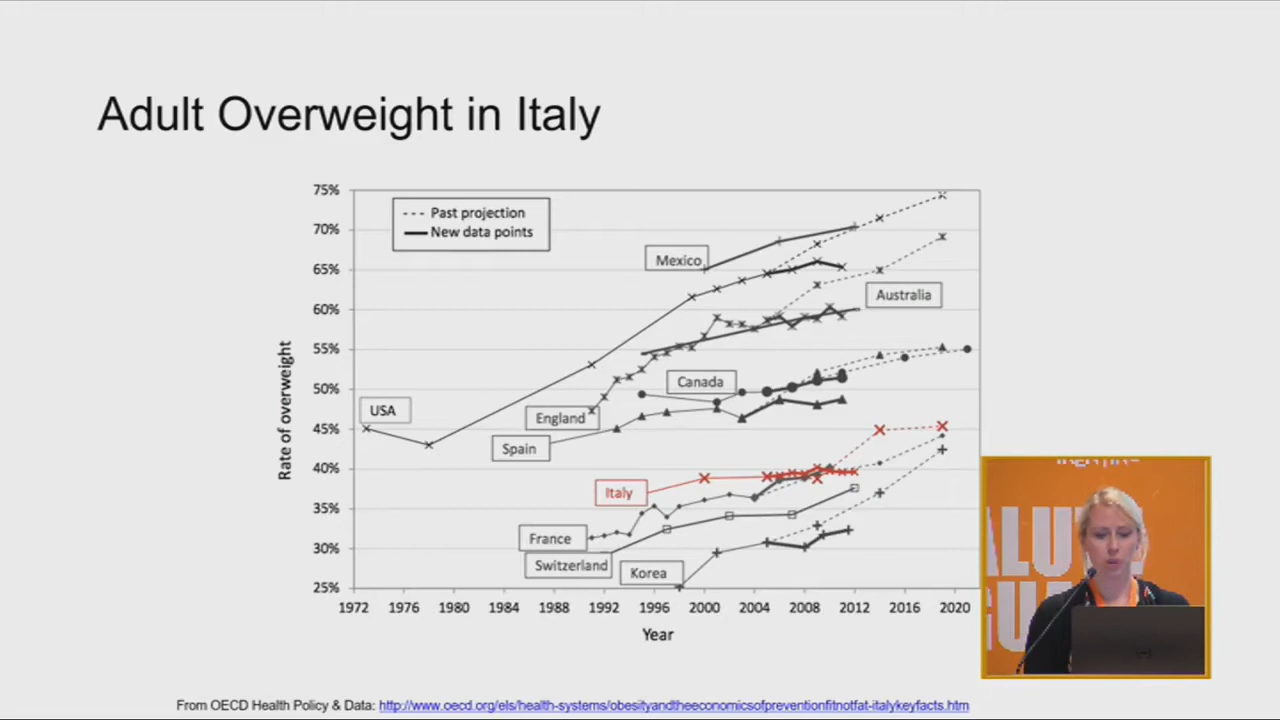 Adult Overweight in Italy
75%
70%
65%
60%
55%
50%
45%
40%
35%
30%
25%
Rate of overweight
Past projection
New data points
Mexico
Australia
Canada
USA
England
Spain
Italy
France
Switzerland
Korea
1972 1976 1980 1984 1988 1992 1996 2000 2004 2008 2012 2016 2020
Year
From OECD Health Policy & Data: http://www.oecd.org/els/health-systems/obesityandtheeconomicsofpreventionfitnotfat-italykeyfacts.htm